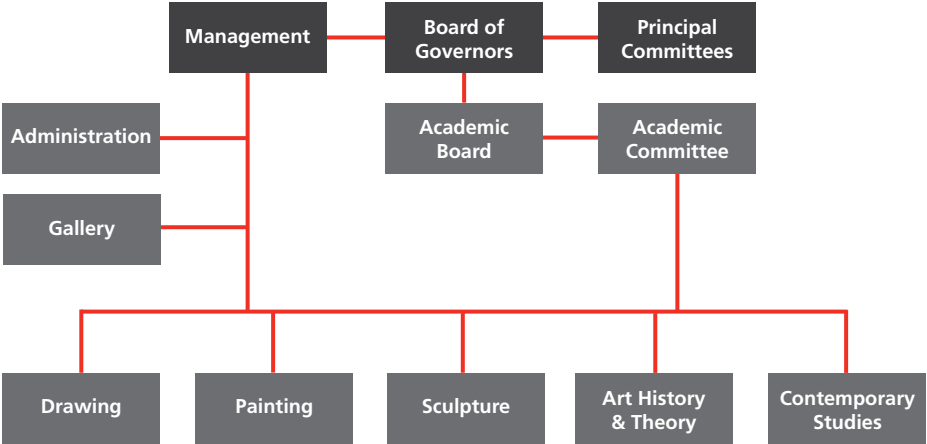 Management
Board of
Governors
Principal
Committees
Administration
Academic
Board
Academic
Committee
Gallery
Drawing
Painting
Sculpture
Art History
& Theory
Contemporary
Studies